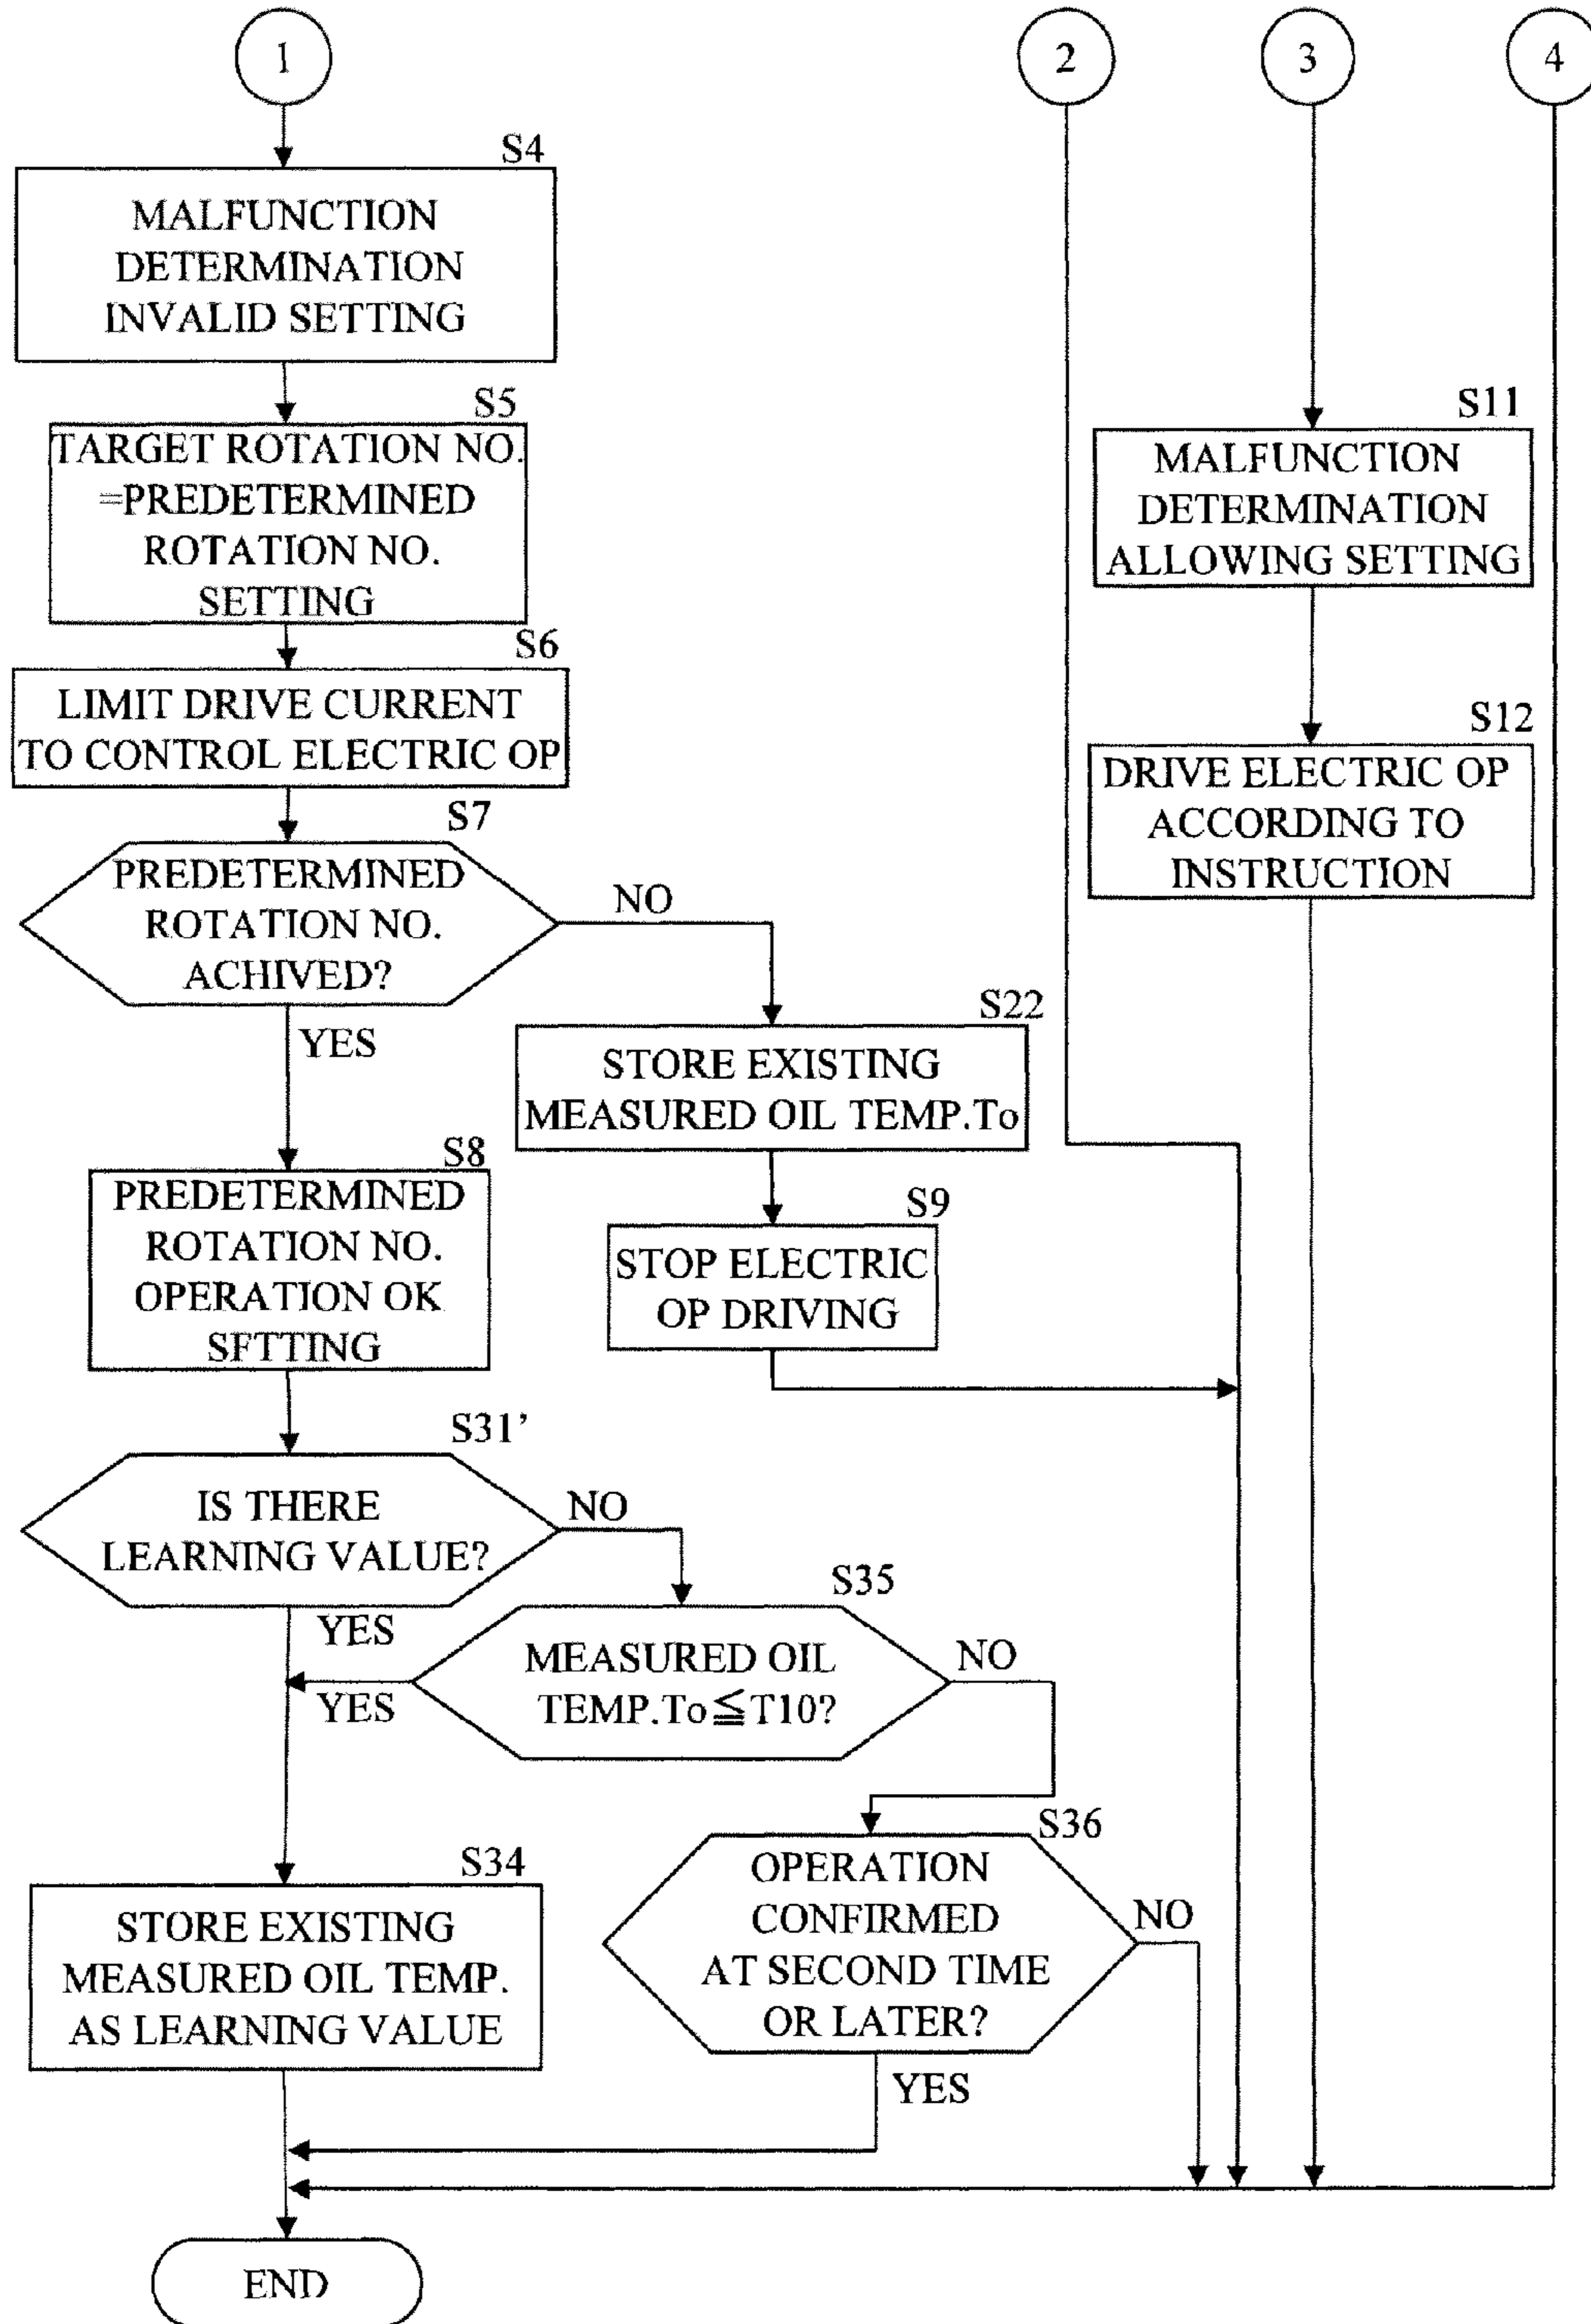 1
2
3
4
S4
MALFUNCTION
DETERMINATION
INVALID SETTING
S5
TARGET ROTATION NO.
=PREDETERMINED
ROTATION NO.
SETTING
S11
MALFUNCTION
DETERMINATION
ALLOWING SETTING
S6
LIMIT DRIVE CURRENT
TO CONTROL ELECTRIC OP
S12
DRIVE ELECTRIC OP
ACCORDING TO
INSTRUCTION
S7
PREDETERMINED
ROTATION NO.
ACHIVED?
NO
YES
S22
STORE EXISTING
MEASURED OIL TEMP.To
S8
PREDETERMINED
ROTATION NO.
OPERATION OK
SFTTING
S9
STOP ELECTRIC
OP DRIVING
S31’
IS THERE
LEARNING VALUE?
NO
YES
S35
MEASURED OIL
TEMP.To≦T10?
NO
YES
S36
OPERATION
CONFIRMED
AT SECOND TIME
OR LATER?
NO
YES
S34
STORE EXISTING
MEASURED OIL TEMP.
AS LEARNING VALUE
END